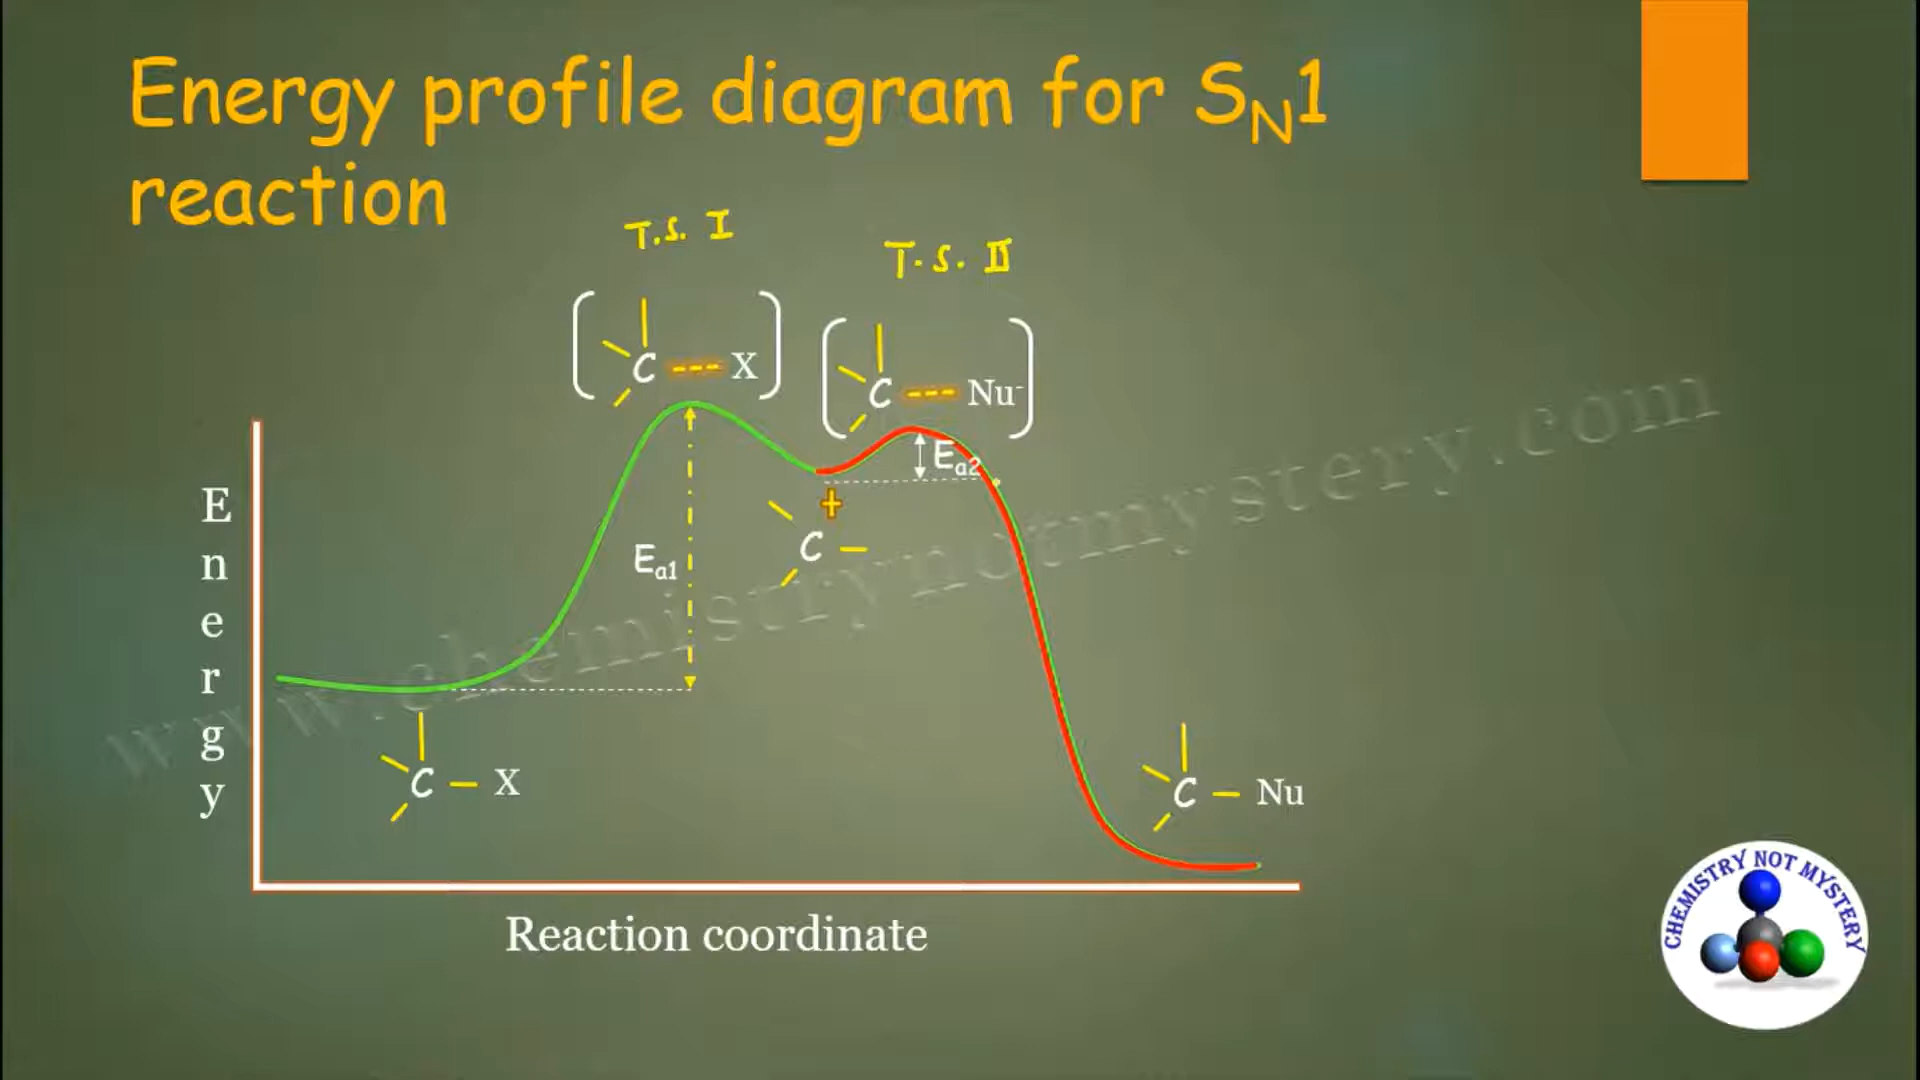 Energy profile diagram for SN1
reaction
T.S. I
T.S. II
C --- X
C --- Nu-
Ea2
+
C
Ea1
Energy
C – X
C – Nu
Reaction coordinate
www.chemistrynotmystery.com
CHEMISTRY NOT MYSTERY